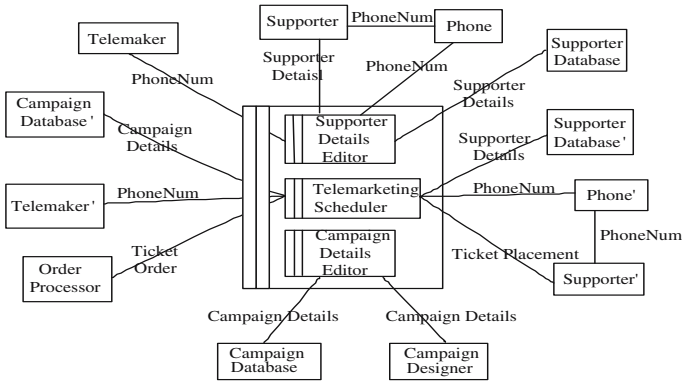 Supporter
PhoneNum
Phone
Telemaker
Supporter
Detaisl
PhoneNum
Supporter
Database
PhoneNum
Supporter
Details
Campaign
Database '
Campaign
Details
Supporter
Details
Editor
Supporter
Database '
Supporter
Details
Telemaker '
PhoneNum
Telemarketing
Scheduler
PhoneNum
Phone'
PhoneNum
Ticket
Order
Campaign
Details
Editor
Ticket Placement
Order
Processor
Supporter'
Campaign Details
Campaign Details
Campaign
Database
Campaign
Designer